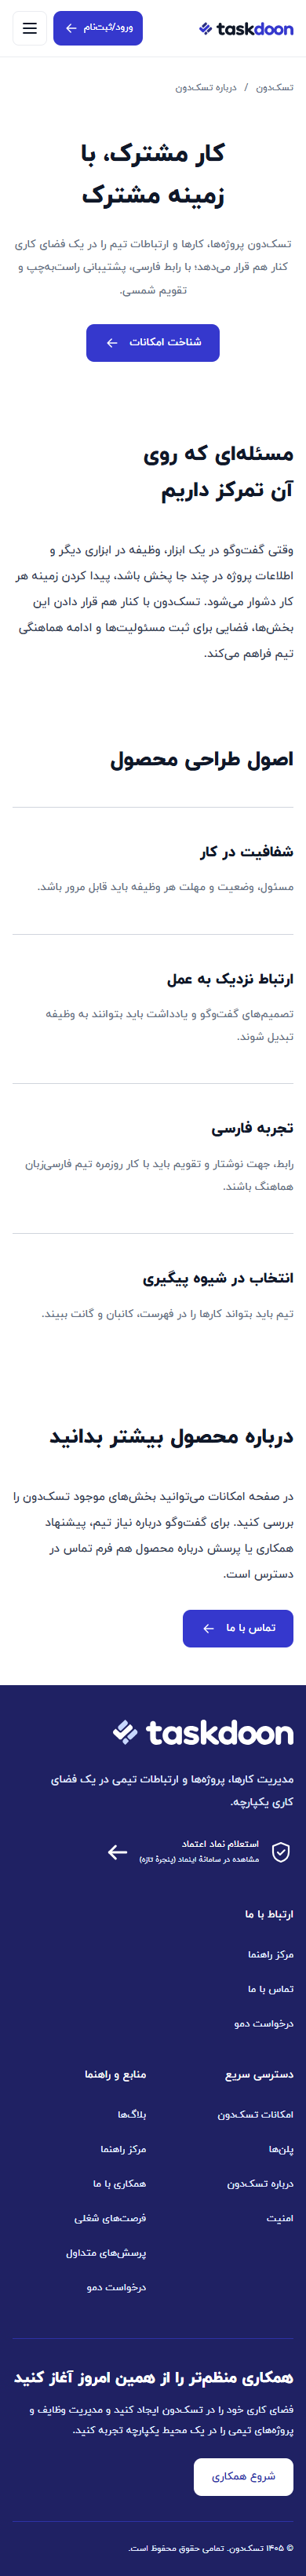 taskdoon
ورود/ثبت‌نام
تسک‌دون / درباره تسک‌دون
کار مشترک، با
زمینه مشترک
تسک‌دون پروژه‌ها، کارها و ارتباطات تیم را در یک فضای کاری
کنار هم قرار می‌دهد؛ با رابط فارسی، پشتیبانی راست‌به‌چپ و
تقویم شمسی.
شناخت امکانات
مسئله‌ای که روی
آن تمرکز داریم
وقتی گفت‌وگو در یک ابزار، وظیفه در ابزاری دیگر و
اطلاعات پروژه در چند جا پخش باشد، پیدا کردن زمینه هر
کار دشوار می‌شود. تسک‌دون با کنار هم قرار دادن این
بخش‌ها، فضایی برای ثبت مسئولیت‌ها و ادامه هماهنگی
تیم فراهم می‌کند.
اصول طراحی محصول
شفافیت در کار
مسئول، وضعیت و مهلت هر وظیفه باید قابل مرور باشد.
ارتباط نزدیک به عمل
تصمیم‌های گفت‌وگو و یادداشت باید بتوانند به وظیفه
تبدیل شوند.
تجربه فارسی
رابط، جهت نوشتار و تقویم باید با کار روزمره تیم فارسی‌زبان
هماهنگ باشند.
انتخاب در شیوه پیگیری
تیم باید بتواند کارها را در فهرست، کانبان و گانت ببیند.
درباره محصول بیشتر بدانید
در صفحه امکانات می‌توانید بخش‌های موجود تسک‌دون را
بررسی کنید. برای گفت‌وگو درباره نیاز تیم، پیشنهاد
همکاری یا پرسش درباره محصول هم فرم تماس در
دسترس است.
تماس با ما
taskdoon
مدیریت کارها، پروژه‌ها و ارتباطات تیمی در یک فضای
کاری یکپارچه.
استعلام نماد اعتماد
مشاهده در سامانهٔ اینماد (پنجرهٔ تازه)
ارتباط با ما
مرکز راهنما
تماس با ما
درخواست دمو
دسترسی سریع
امکانات تسک‌دون
پلن‌ها
درباره تسک‌دون
امنیت
منابع و راهنما
بلاگ‌ها
مرکز راهنما
همکاری با ما
فرصت‌های شغلی
پرسش‌های متداول
درخواست دمو
همکاری منظم‌تر را از همین امروز آغاز کنید
فضای کاری خود را در تسک‌دون ایجاد کنید و مدیریت وظایف و
پروژه‌های تیمی را در یک محیط یکپارچه تجربه کنید.
شروع همکاری
© ۱۴۰۵ تسک‌دون. تمامی حقوق محفوظ است.